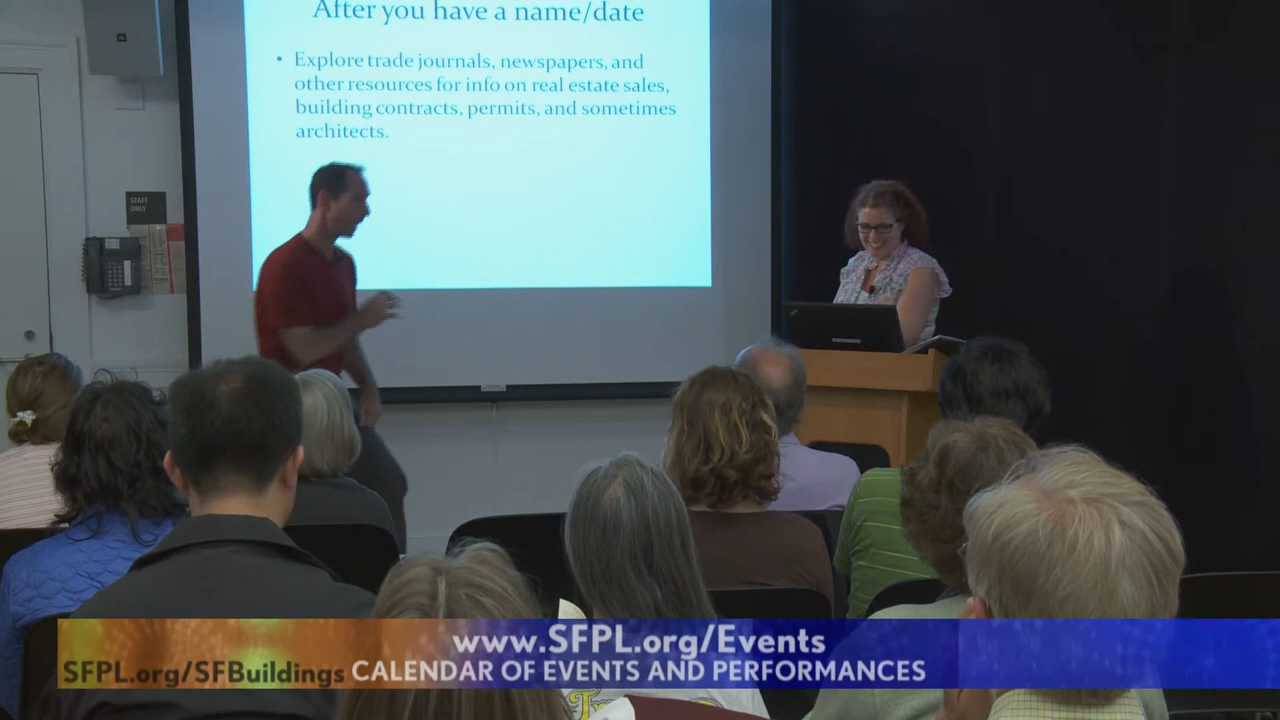 After you have a name/date
• Explore trade journals, newspapers, and
other resources for info on real estate sales,
building contracts, permits, and sometimes
architects.
STAFF
ONLY
www.SFPL.org/Events
SFPL.org/SFBuildings CALENDAR OF EVENTS AND PERFORMANCES